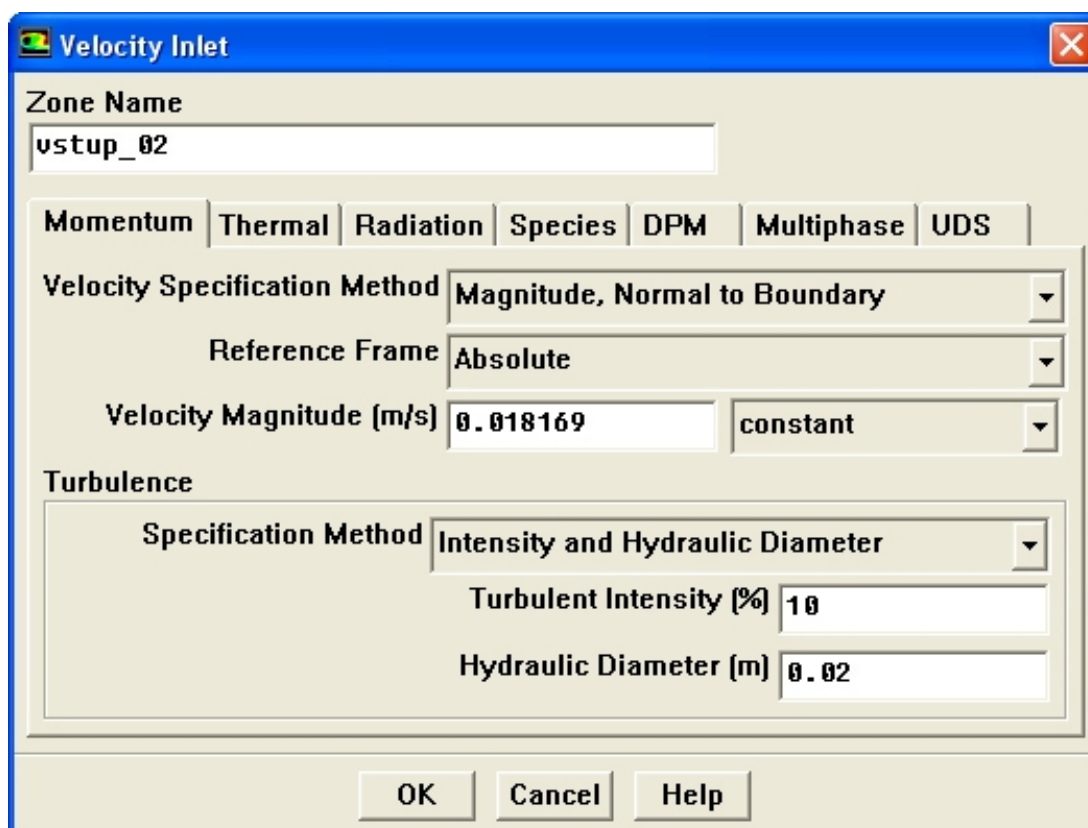 Velocity Inlet
Zone Name
vstup_02
Momentum Thermal Radiation Species DPM Multiphase UDS
Velocity Specification Method Magnitude, Normal to Boundary
Reference Frame Absolute
Velocity Magnitude (m/s) 0.018169 constant
Turbulence
Specification Method Intensity and Hydraulic Diameter
Turbulent Intensity (%) 10
Hydraulic Diameter (m) 0.02
OK Cancel Help